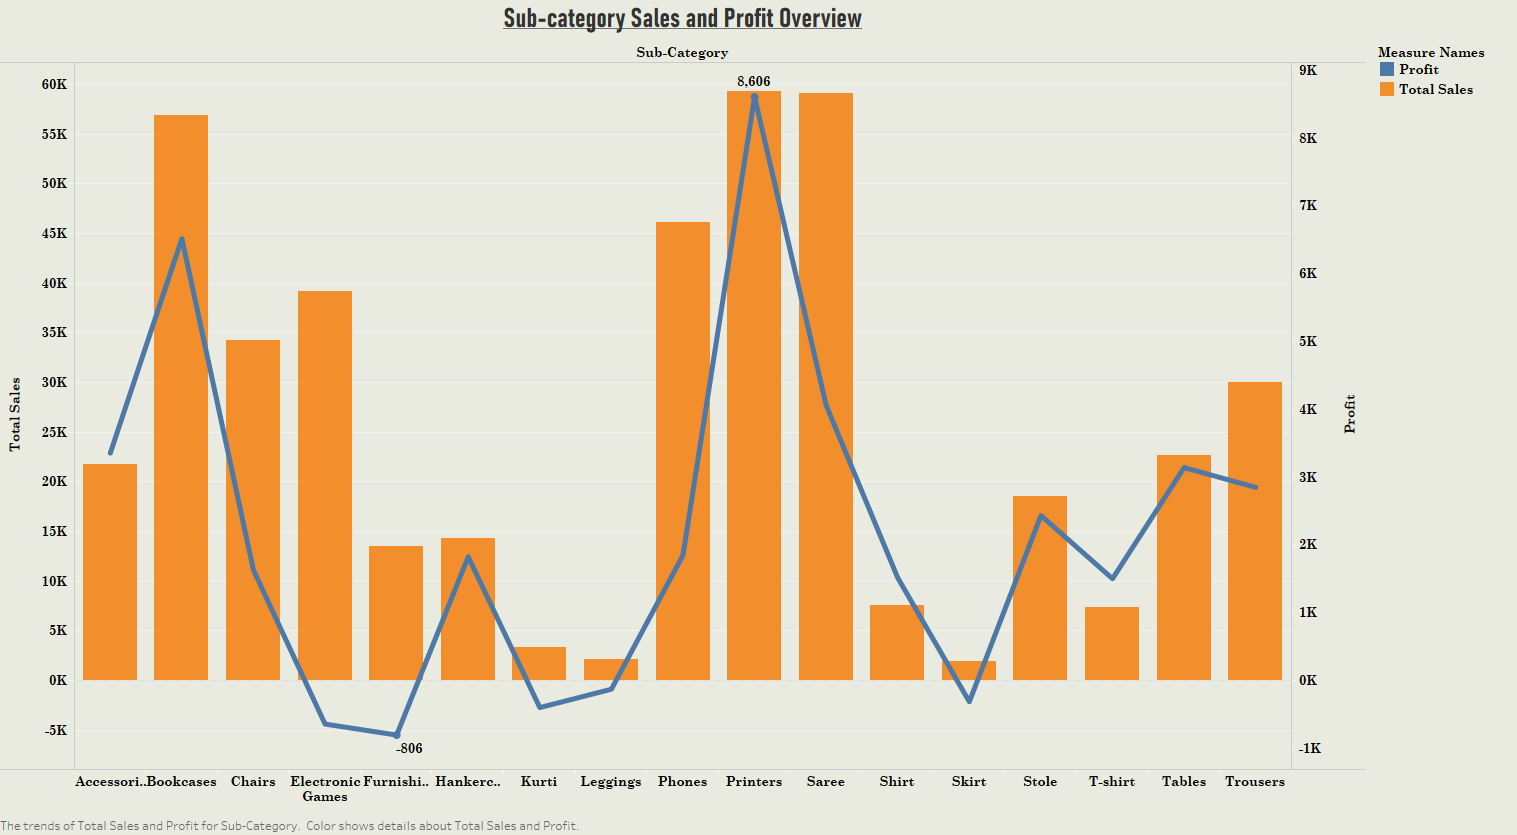 Sub-category Sales and Profit Overview
Sub-Category
Measure Names
Profit
Total Sales
60K
55K
50K
45K
40K
35K
30K
25K
20K
15K
10K
5K
0K
-5K
Total Sales
8,606
-806
9K
8K
7K
6K
5K
4K
3K
2K
1K
0K
-1K
Profit
Accessori.. Bookcases Chairs Electronic Games Furnishi.. Hankerc.. Kurti Leggings Phones Printers Saree Shirt Skirt Stole T-shirt Tables Trousers
The trends of Total Sales and Profit for Sub-Category. Color shows details about Total Sales and Profit.